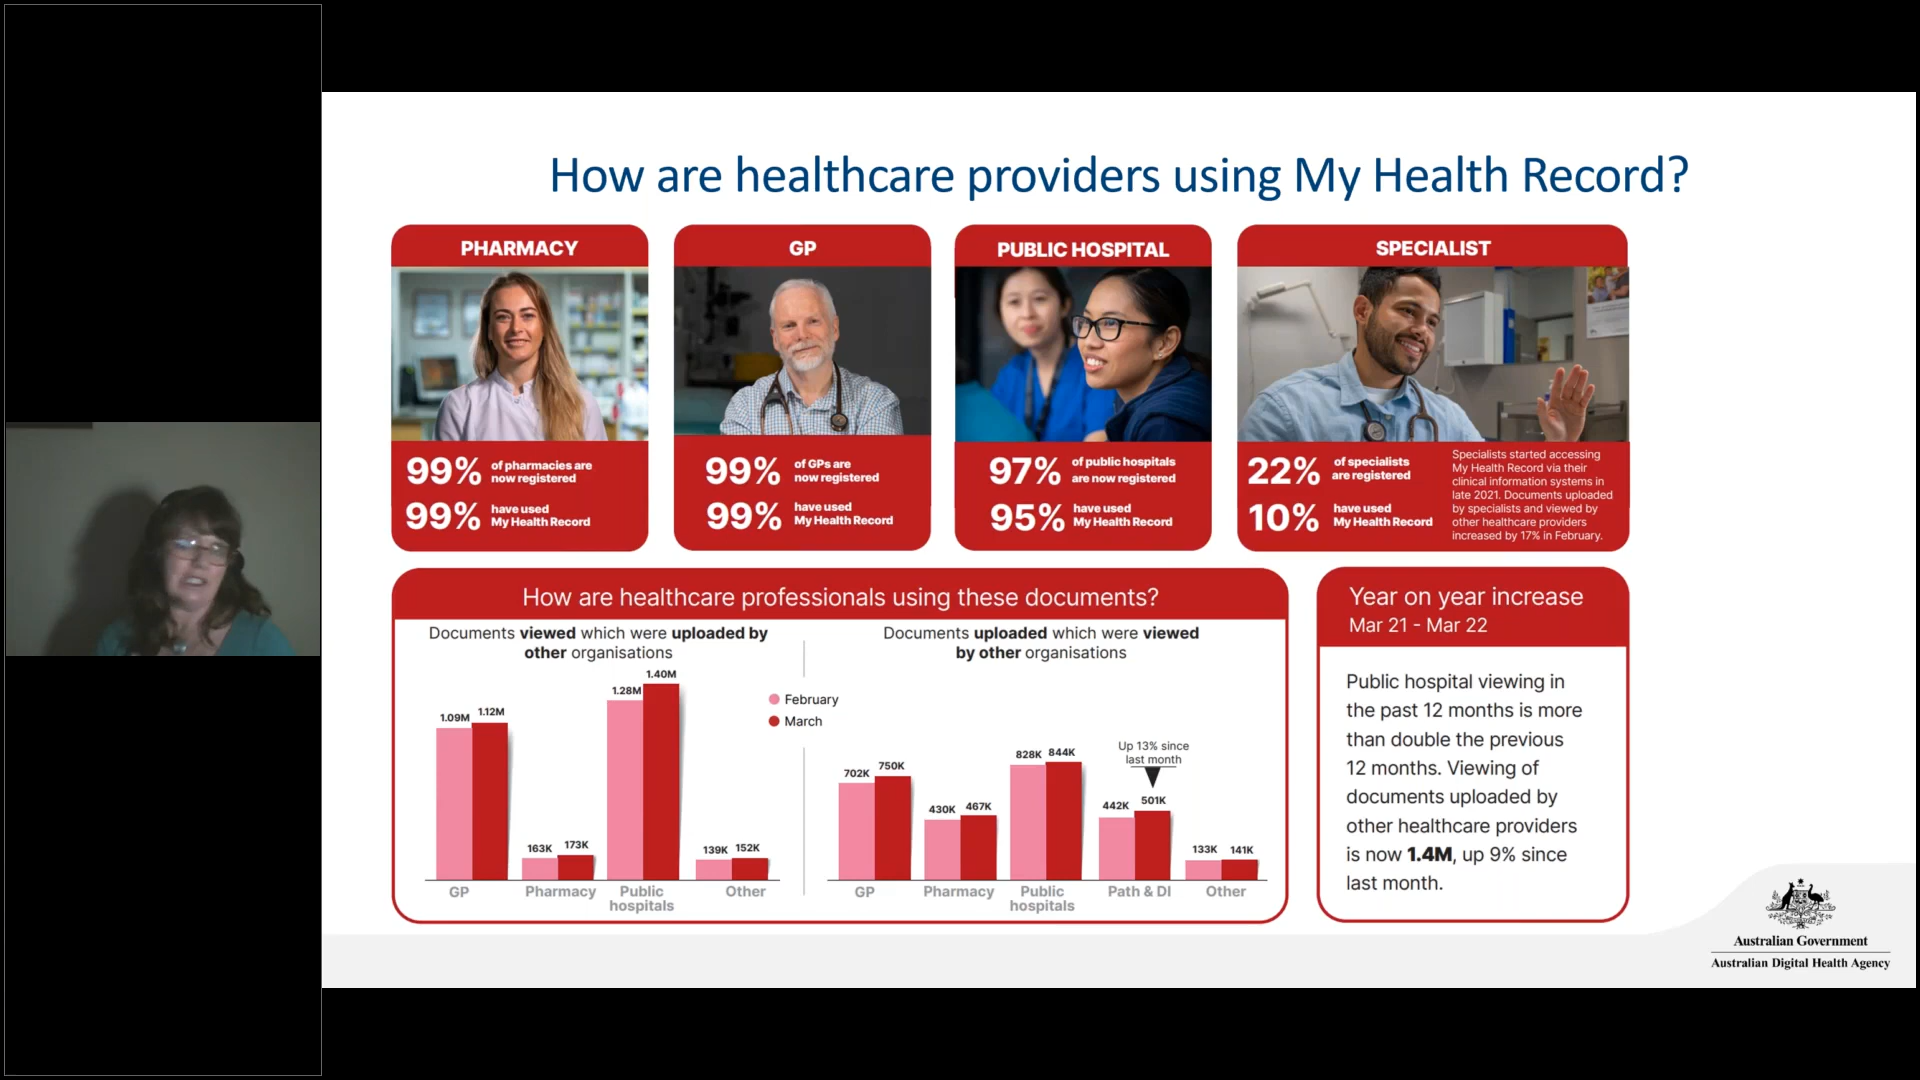 How are healthcare providers using My Health Record?
PHARMACY
99% of pharmacies are
now registered
99% have used
My Health Record
GP
99% of GPs are
now registered
99% have used
My Health Record
PUBLIC HOSPITAL
97% of public hospitals
are now registered
95% have used
My Health Record
SPECIALIST
22% of specialists
are registered
10% have used
My Health Record
Specialists started accessing
My Health Record via their
clinical information systems in
late 2021. Documents uploaded
by specialists and viewed by
other healthcare providers
increased by 17% in February.
How are healthcare professionals using these documents?
Documents viewed which were uploaded by
other organisations
1.09M 1.12M
163K 173K
1.28M 1.40M
139K 152K
GP
Pharmacy
Public
hospitals
Other
February
March
Documents uploaded which were viewed
by other organisations
702K 750K
430K 467K
828K 844K
Up 13% since
last month
442K 501K
133K 141K
GP
Pharmacy
Public
hospitals
Path & DI
Other
Year on year increase
Mar 21 - Mar 22
Public hospital viewing in
the past 12 months is more
than double the previous
12 months. Viewing of
documents uploaded by
other healthcare providers
is now 1.4M, up 9% since
last month.
Australian Government
Australian Digital Health Agency